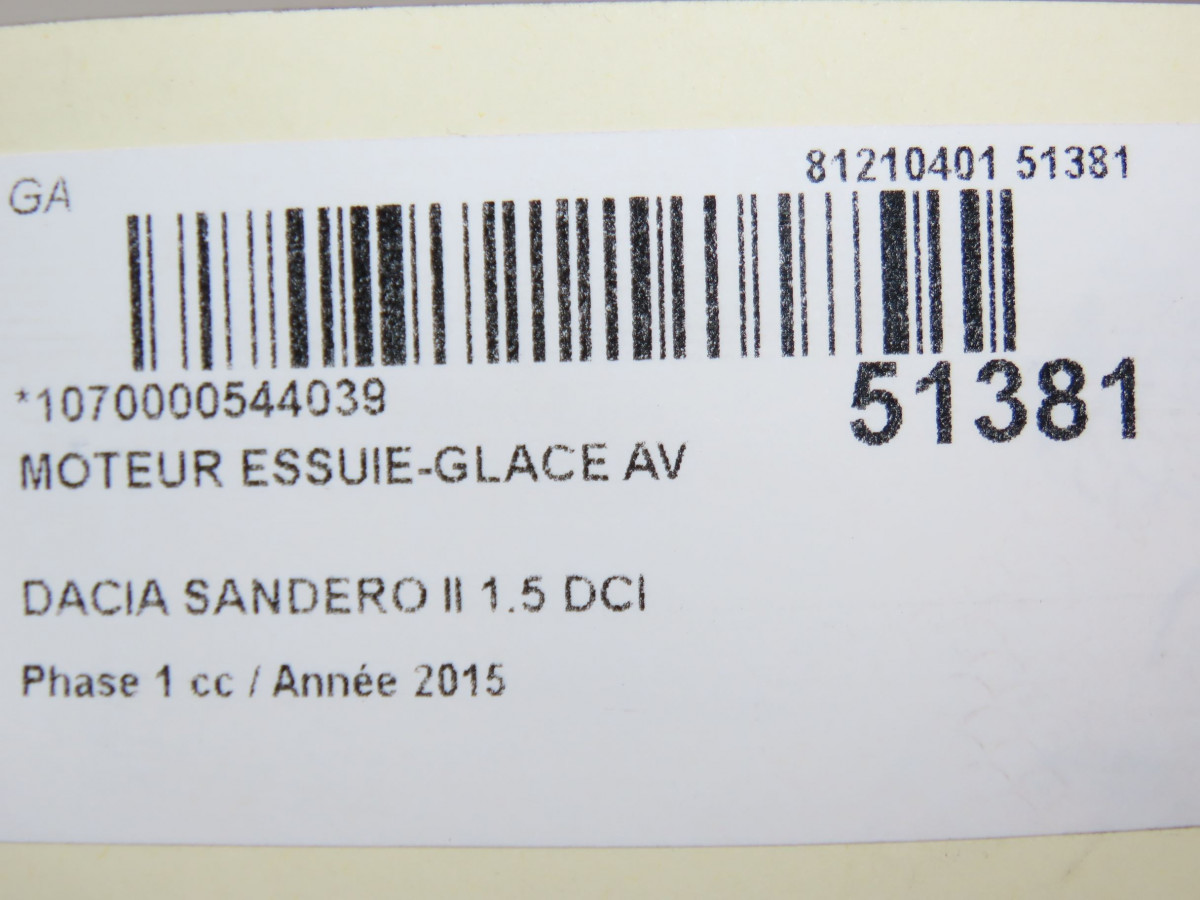 81210401 51381
GA
*1070000544039
51381
MOTEUR ESSUIE-GLACE AV
DACIA SANDERO II 1.5 DCI
Phase 1 cc / Année 2015